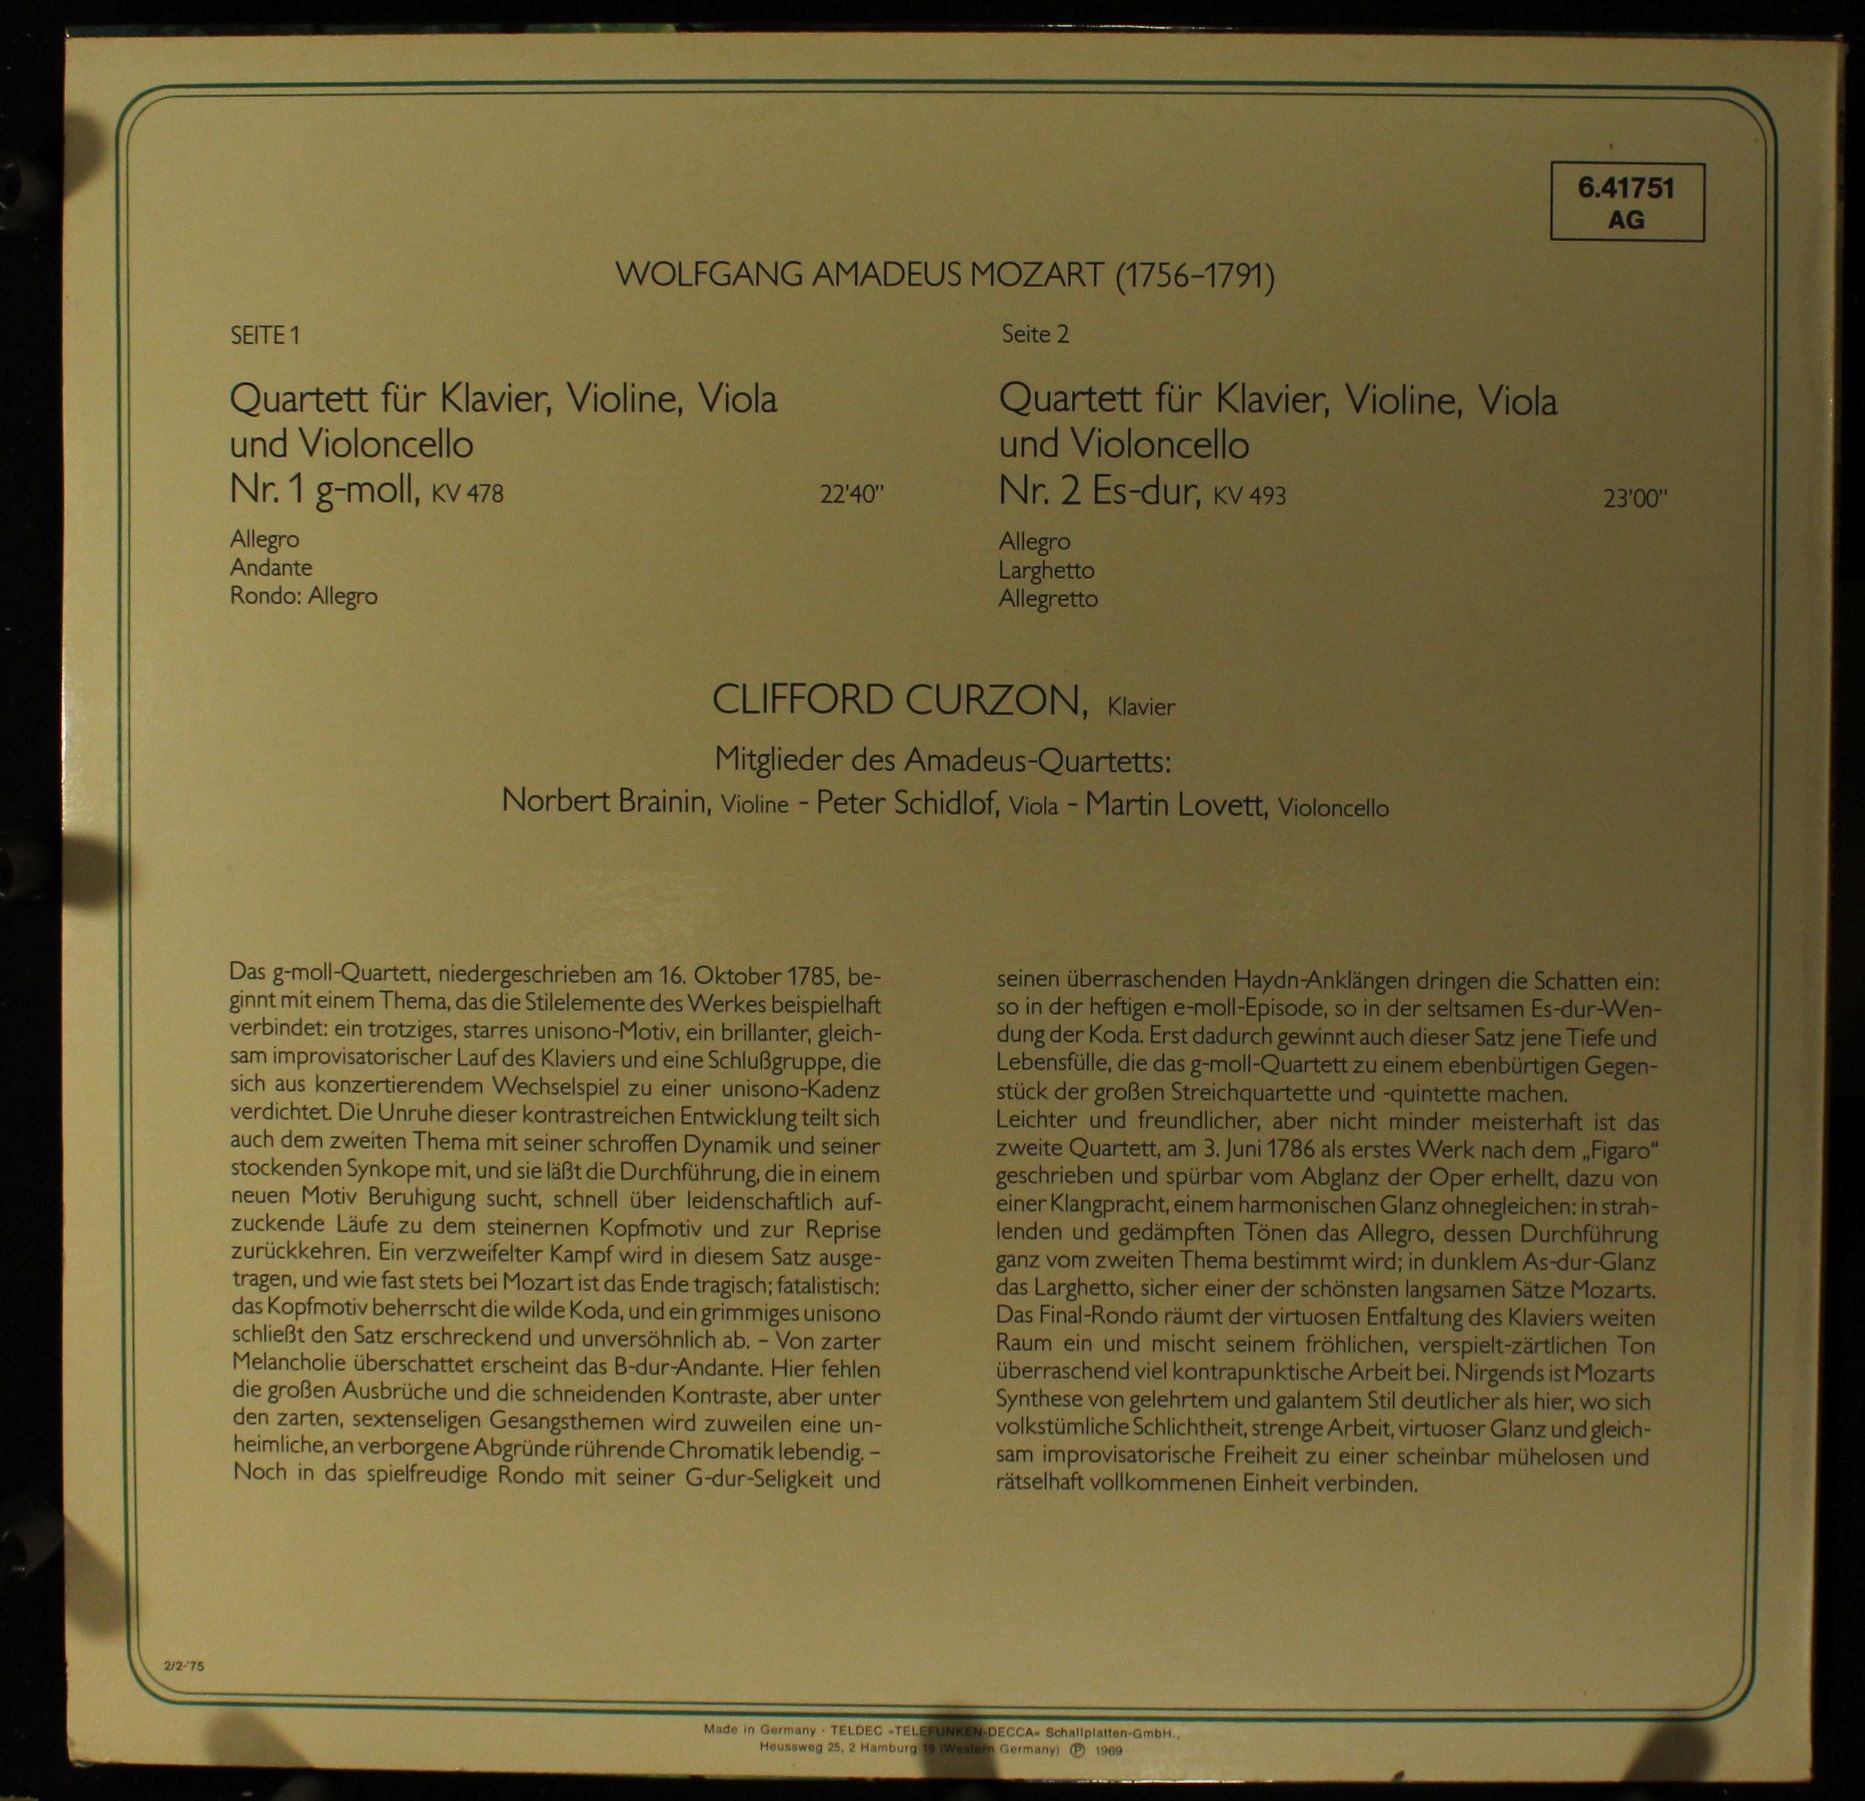 6.41751
AG
WOLFGANG AMADEUS MOZART (1756–1791)
SEITE 1
Quartett für Klavier, Violine, Viola
und Violoncello
Nr. 1 g-moll, KV 478 22'40"
Allegro
Andante
Rondo: Allegro
Seite 2
Quartett für Klavier, Violine, Viola
und Violoncello
Nr. 2 Es-dur, KV 493 23'00"
Allegro
Larghetto
Allegretto
CLIFFORD CURZON, Klavier
Mitglieder des Amadeus-Quartetts:
Norbert Brainin, Violine – Peter Schidlof, Viola – Martin Lovett, Violoncello
Das g-moll-Quartett, niedergeschrieben am 16. Oktober 1785, be-
ginnt mit einem Thema, das die Stilelemente des Werkes beispielhaft
verbindet: ein trotziges, starres unisono-Motiv, ein brillanter, gleich-
sam improvisatorischer Lauf des Klaviers und eine Schlußgruppe, die
sich aus konzertierendem Wechselspiel zu einer unisono-Kadenz
verdichtet. Die Unruhe dieser kontrastreichen Entwicklung teilt sich
auch dem zweiten Thema mit seiner schroffen Dynamik und seiner
stockenden Synkope mit, und sie läßt die Durchführung, die in einem
neuen Motiv Beruhigung sucht, schnell über leidenschaftlich auf-
zuckende Läufe zu dem steinernen Kopfmotiv und zur Reprise
zurückkehren. Ein verzweifelter Kampf wird in diesem Satz ausge-
tragen, und wie fast stets bei Mozart ist das Ende tragisch; fatalistisch:
das Kopfmotiv beherrscht die wilde Koda, und ein grimmiges unisono
schließt den Satz erschreckend und unversöhnlich ab. – Von zarter
Melancholie überschattet erscheint das B-dur-Andante. Hier fehlen
die großen Ausbrüche und die schneidenden Kontraste, aber unter
den zarten, sextenseligen Gesangsthemen wird zuweilen eine un-
heimliche, an verborgene Abgründe rührende Chromatik lebendig. –
Noch in das spielfreudige Rondo mit seiner G-dur-Seligkeit und
seinen überraschenden Haydn-Anklängen dringen die Schatten ein:
so in der heftigen e-moll-Episode, so in der seltsamen Es-dur-Wen-
dung der Koda. Erst dadurch gewinnt auch dieser Satz jene Tiefe und
Lebensfülle, die das g-moll-Quartett zu einem ebenbürtigen Gegen-
stück der großen Streichquartette und -quintette machen.
Leichter und freundlicher, aber nicht minder meisterhaft ist das
zweite Quartett, am 3. Juni 1786 als erstes Werk nach dem „Figaro“
geschrieben und spürbar vom Abglanz der Oper erhellt, dazu von
einer Klangpracht, einem harmonischen Glanz ohnegleichen: in strah-
lenden und gedämpften Tönen das Allegro, dessen Durchführung
ganz vom zweiten Thema bestimmt wird; in dunklem As-dur-Glanz
das Larghetto, sicher einer der schönsten langsamen Sätze Mozarts.
Das Final-Rondo räumt der virtuosen Entfaltung des Klaviers weiten
Raum ein und mischt seinem fröhlichen, verspielt-zärtlichen Ton
überraschend viel kontrapunktische Arbeit bei. Nirgends ist Mozarts
Synthese von gelehrtem und galantem Stil deutlicher als hier, wo sich
volkstümliche Schlichtheit, strenge Arbeit, virtuoser Glanz und gleich-
sam improvisatorische Freiheit zu einer scheinbar mühelosen und
rätselhaft vollkommenen Einheit verbinden.
2/2-'75
Made in Germany · TELDEC »TELEFUNKEN-DECCA« Schallplatten-GmbH.,
Heussweg 25, 2 Hamburg 19 (Western Germany) Ⓟ 1969